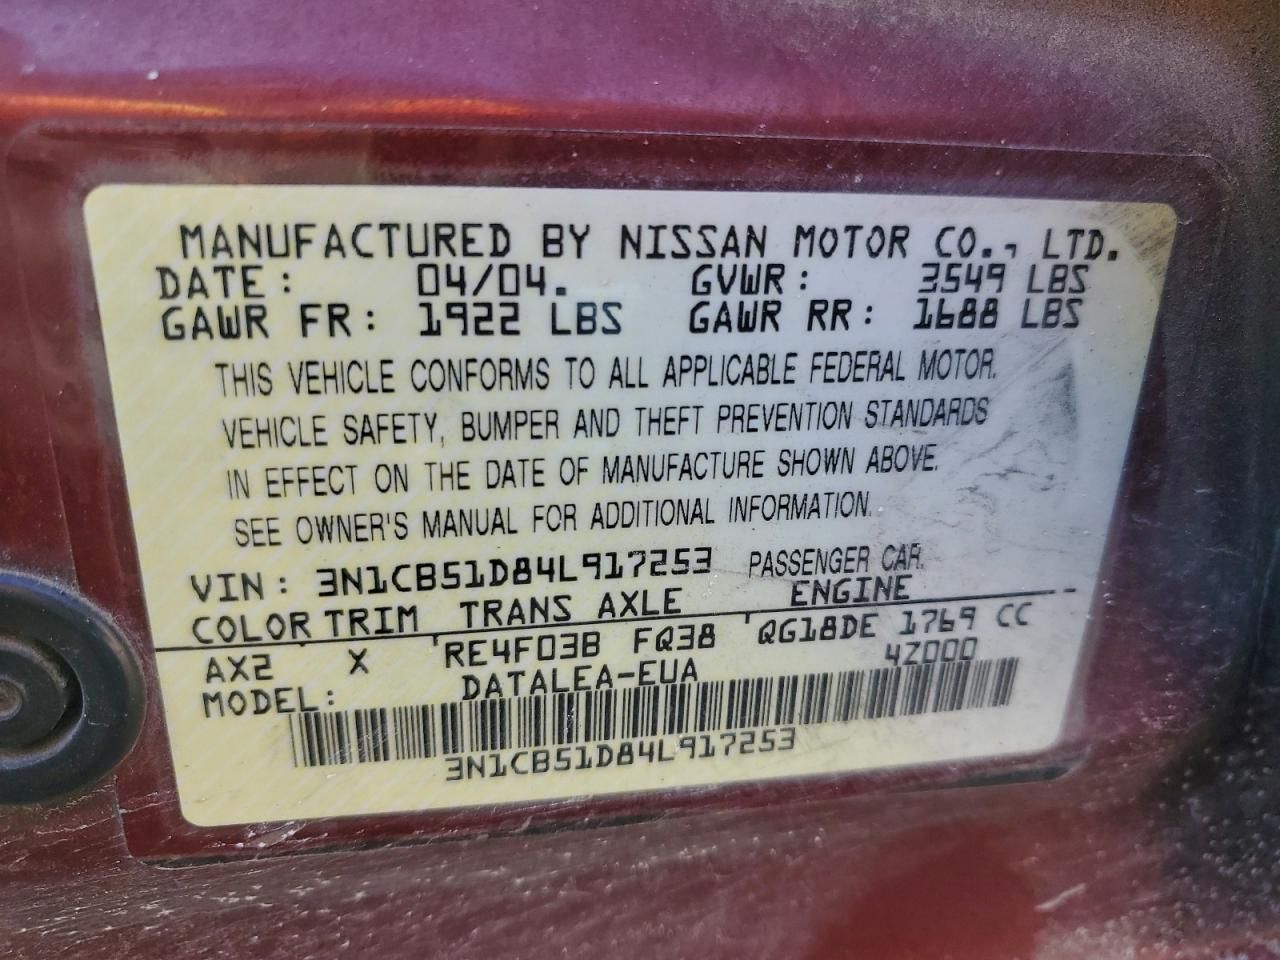 MANUFACTURED BY NISSAN MOTOR CO., LTD.
DATE: 04/04. GVWR: 3549 LBS
GAWR FR: 1922 LBS GAWR RR: 1688 LBS
THIS VEHICLE CONFORMS TO ALL APPLICABLE FEDERAL MOTOR.
VEHICLE SAFETY, BUMPER AND THEFT PREVENTION STANDARDS
IN EFFECT ON THE DATE OF MANUFACTURE SHOWN ABOVE.
SEE OWNER'S MANUAL FOR ADDITIONAL INFORMATION.
VIN: 3N1CB51D84L917253 PASSENGER CAR.
COLOR TRIM TRANS AXLE ENGINE
AX2 X RE4F03B FQ38 QG18DE 1769 CC
MODEL: DATALEA-EUA 4Z000
3N1CB51D84L917253